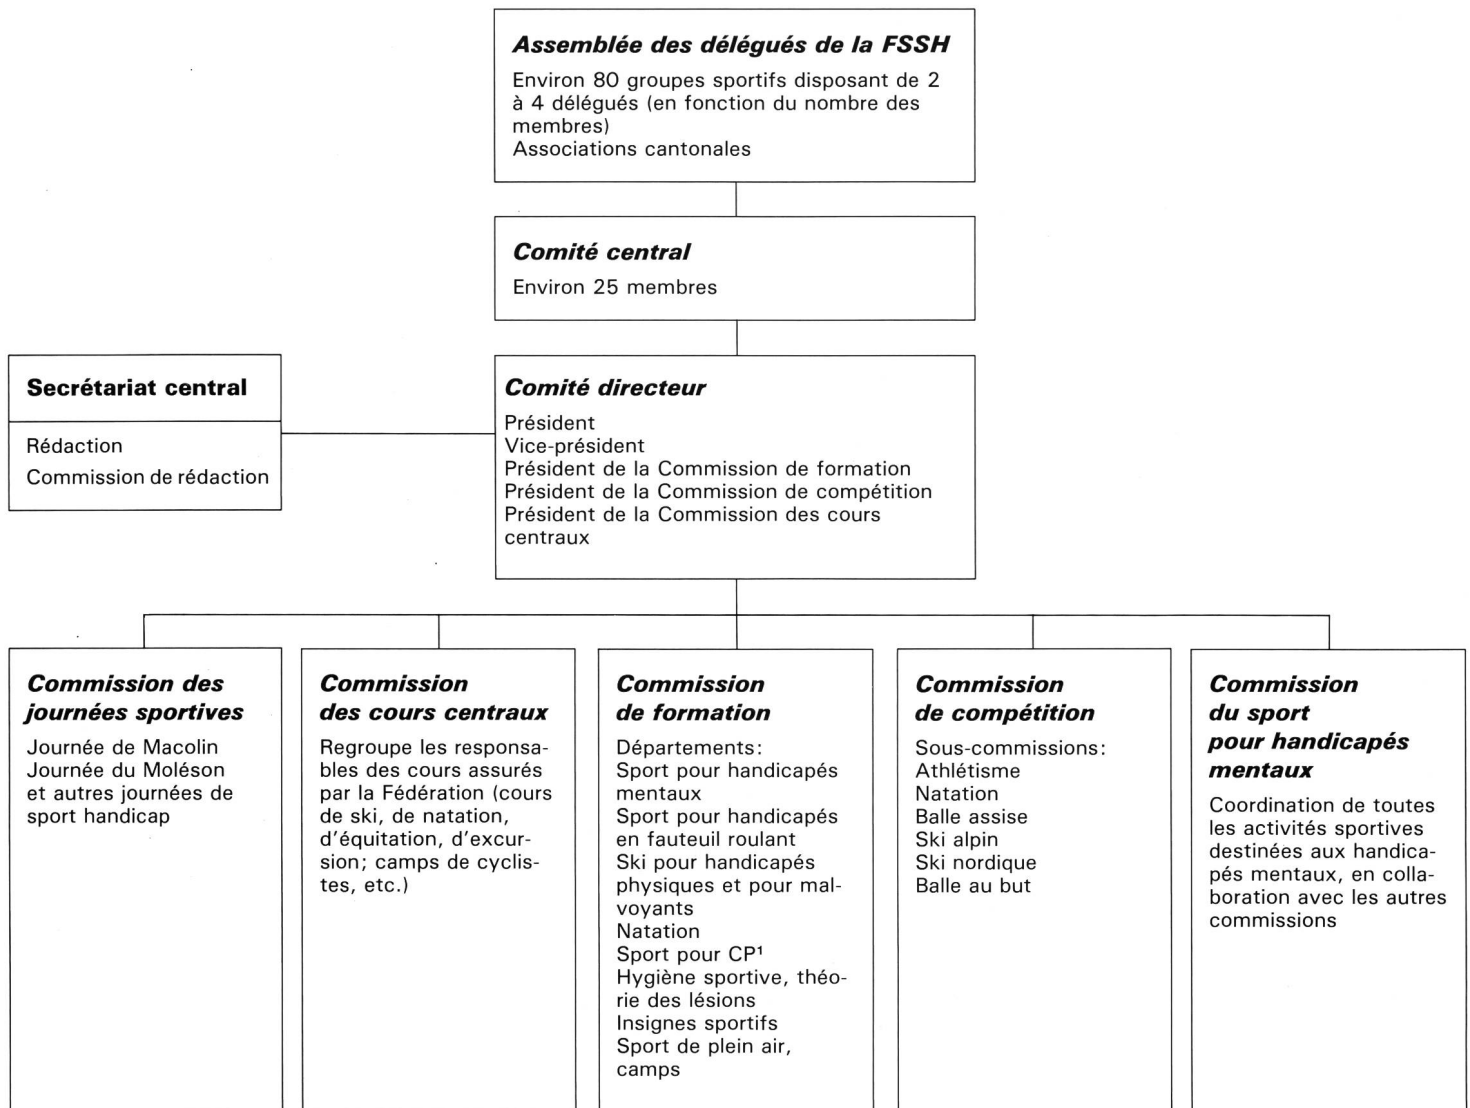 Assemblée des délégués de la FSSH
Environ 80 groupes sportifs disposant de 2
à 4 délégués (en fonction du nombre des
membres)
Associations cantonales
Comité central
Environ 25 membres
Secrétariat central
Rédaction
Commission de rédaction
Comité directeur
Président
Vice-président
Président de la Commission de formation
Président de la Commission de compétition
Président de la Commission des cours
centraux
Commission des
journées sportives
Journée de Macolin
Journée du Moléson
et autres journées de
sport handicap
Commission
des cours centraux
Regroupe les responsa-
bles des cours assurés
par la Fédération (cours
de ski, de natation,
d'équitation, d'excur-
sion; camps de cyclis-
tes, etc.)
Commission
de formation
Départements:
Sport pour handicapés
mentaux
Sport pour handicapés
en fauteuil roulant
Ski pour handicapés
physiques et pour mal-
voyants
Natation
Sport pour CP¹
Hygiène sportive, théo-
rie des lésions
Insignes sportifs
Sport de plein air,
camps
Commission
de compétition
Sous-commissions:
Athlétisme
Natation
Balle assise
Ski alpin
Ski nordique
Balle au but
Commission
du sport
pour handicapés
mentaux
Coordination de toutes
les activités sportives
destinées aux handica-
pés mentaux, en colla-
boration avec les autres
commissions